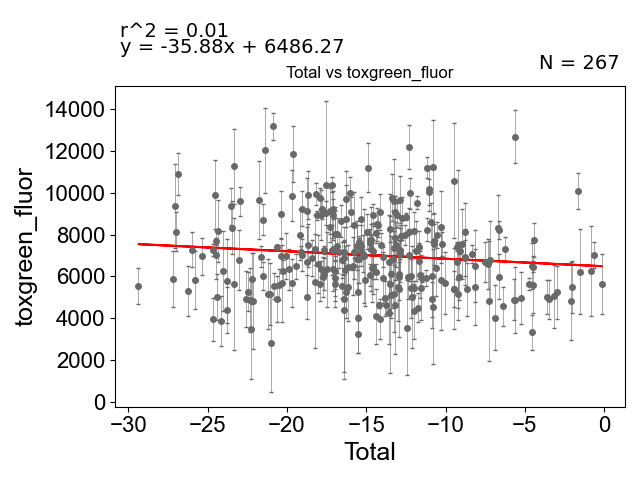 r^2 = 0.01
y = -35.88x + 6486.27
N = 267
Total vs toxgreen_fluor
14000
12000
10000
8000
6000
4000
2000
0
toxgreen_fluor
−30 −25 −20 −15 −10 −5 0
Total